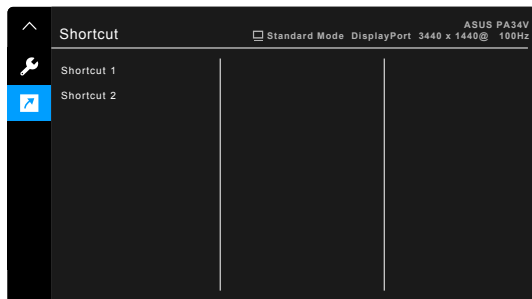 ASUS PA34V
Shortcut
Standard Mode DisplayPort 3440 x 1440@ 100Hz
Shortcut 1
Shortcut 2